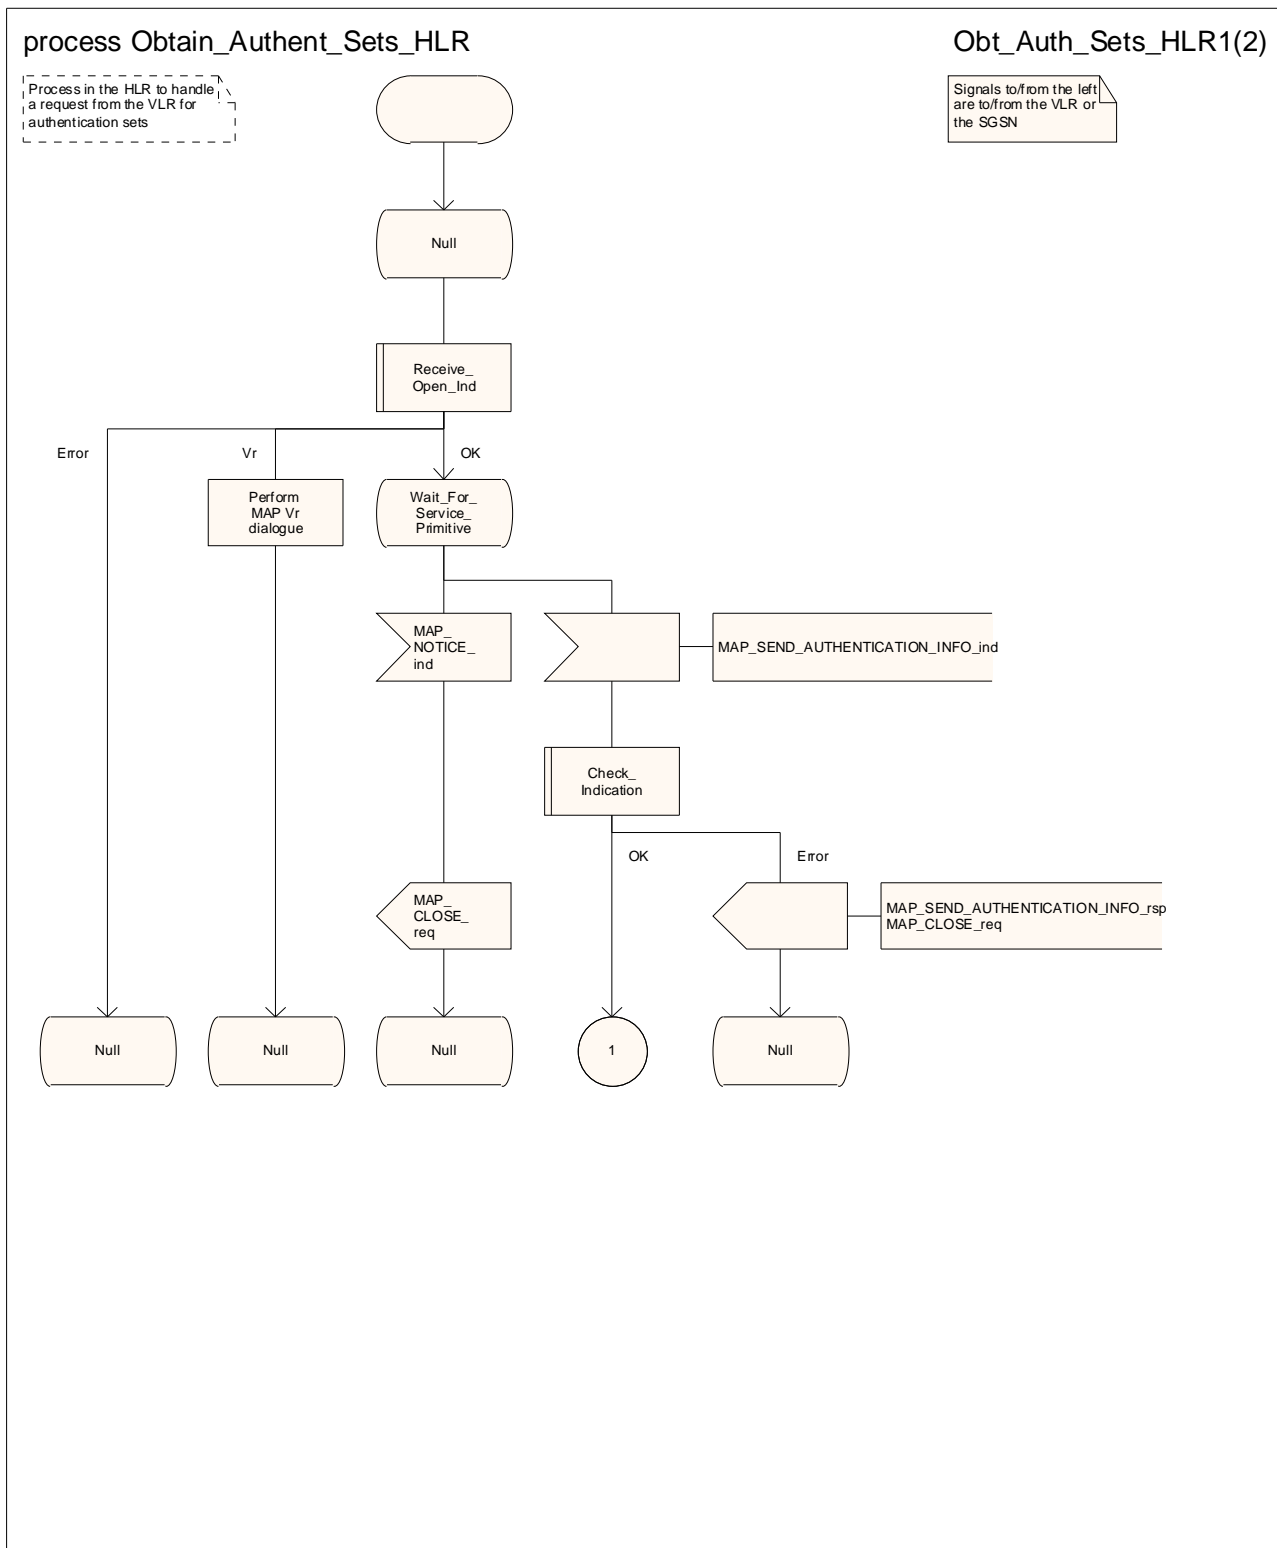 process Obtain_Authent_Sets_HLR
Obt_Auth_Sets_HLR1(2)
Process in the HLR to handle
a request from the VLR for
authentication sets
Signals to/from the left
are to/from the VLR or
the SGSN
Null
Receive_
Open_Ind
Error
Vr
OK
Perform
MAP Vr
dialogue
Wait_For_
Service_
Primitive
MAP_
NOTICE_
ind
MAP_SEND_AUTHENTICATION_INFO_ind
Check_
Indication
OK
Error
MAP_
CLOSE_
req
MAP_SEND_AUTHENTICATION_INFO_rsp
MAP_CLOSE_req
Null
Null
Null
1
Null